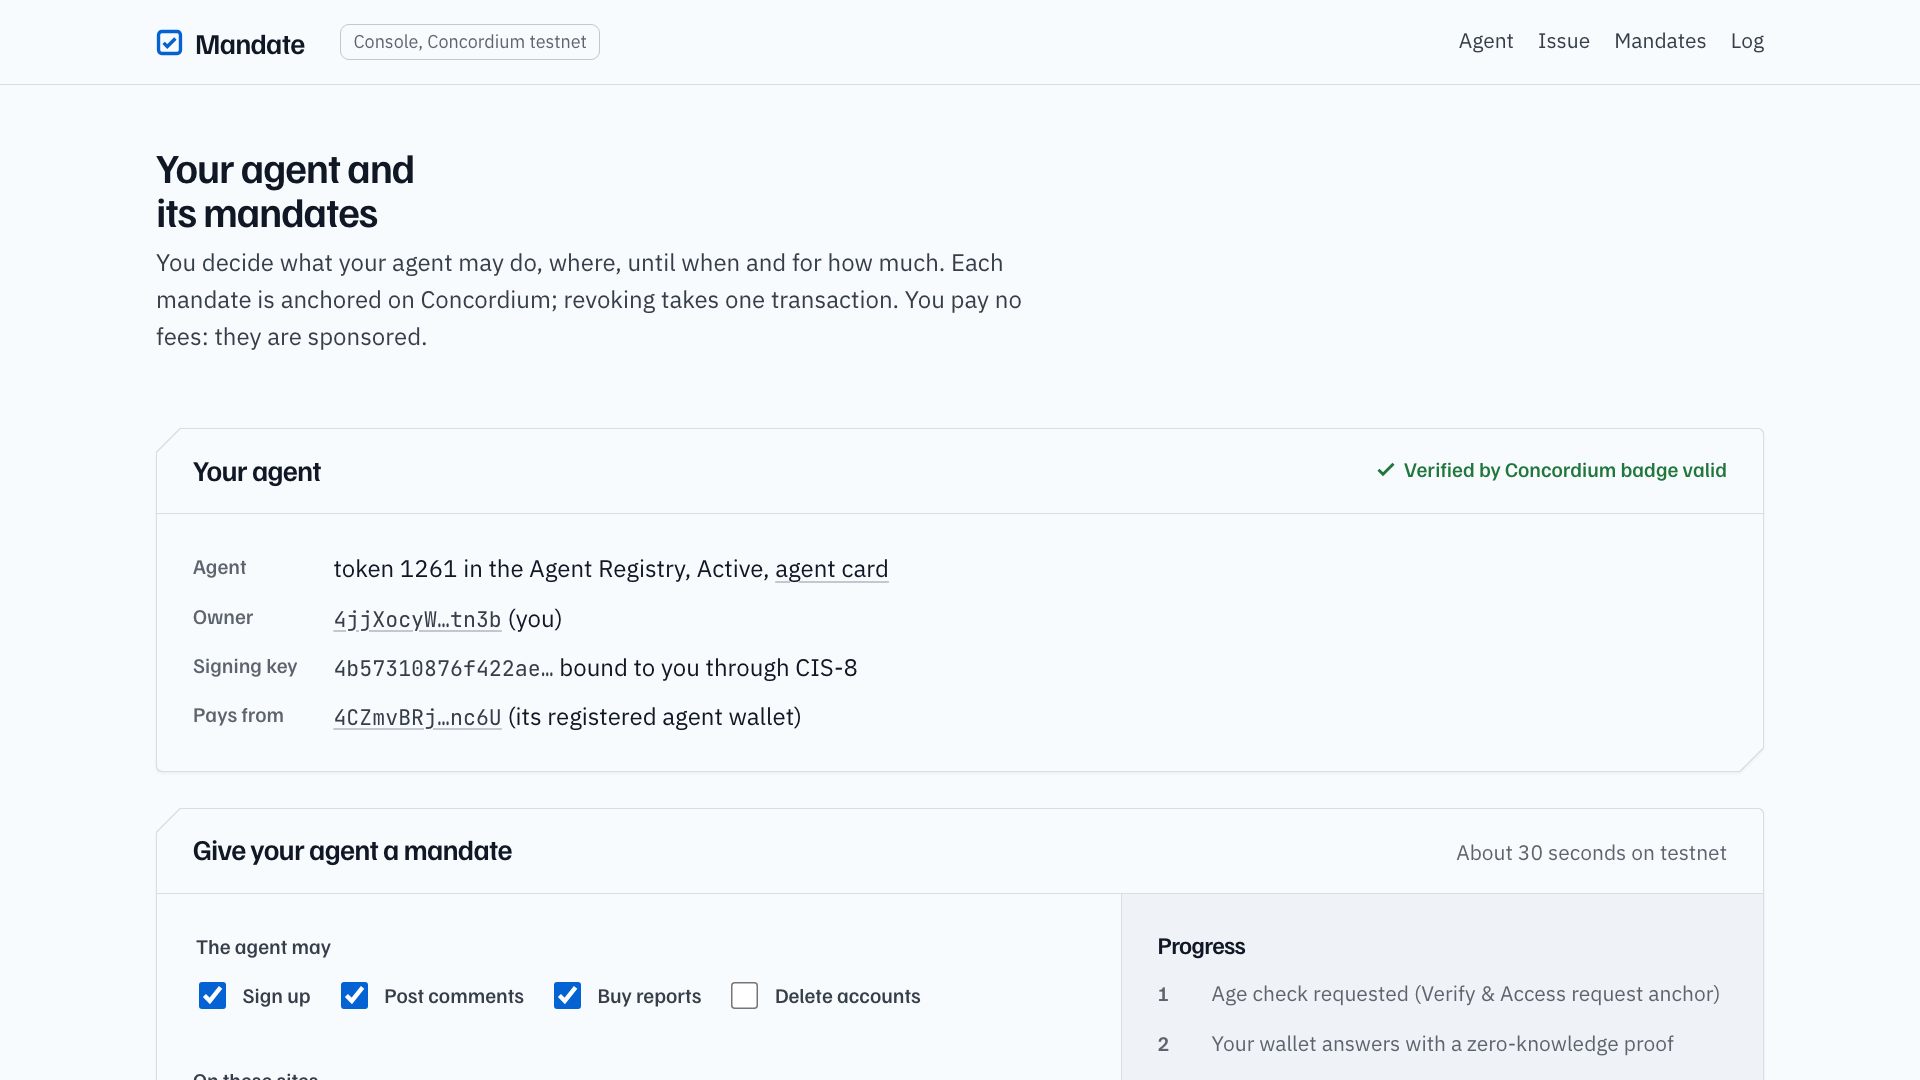 Mandate
Console, Concordium testnet
Agent
Issue
Mandates
Log
Your agent and
its mandates
You decide what your agent may do, where, until when and for how much. Each
mandate is anchored on Concordium; revoking takes one transaction. You pay no
fees: they are sponsored.
Your agent
Verified by Concordium badge valid
Agent token 1261 in the Agent Registry, Active, agent card
Owner 4jjXocyW…tn3b (you)
Signing key 4b57310876f422ae… bound to you through CIS-8
Pays from 4CZmvBRj…nc6U (its registered agent wallet)
Give your agent a mandate
About 30 seconds on testnet
The agent may
Sign up
Post comments
Buy reports
Delete accounts
On these sites
Progress
1 Age check requested (Verify & Access request anchor)
2 Your wallet answers with a zero-knowledge proof